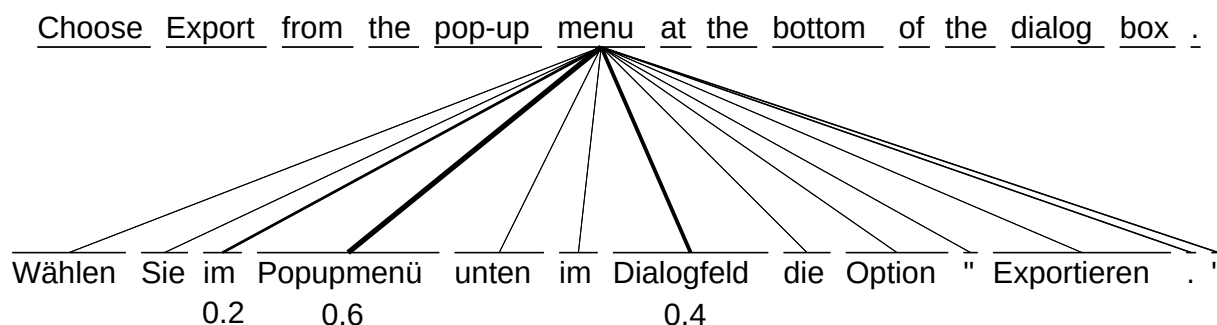 Choose Export from the pop-up menu at the bottom of the dialog box .
Wählen Sie im Popupmenü unten im Dialogfeld die Option " Exportieren . "
0.2 0.6 0.4